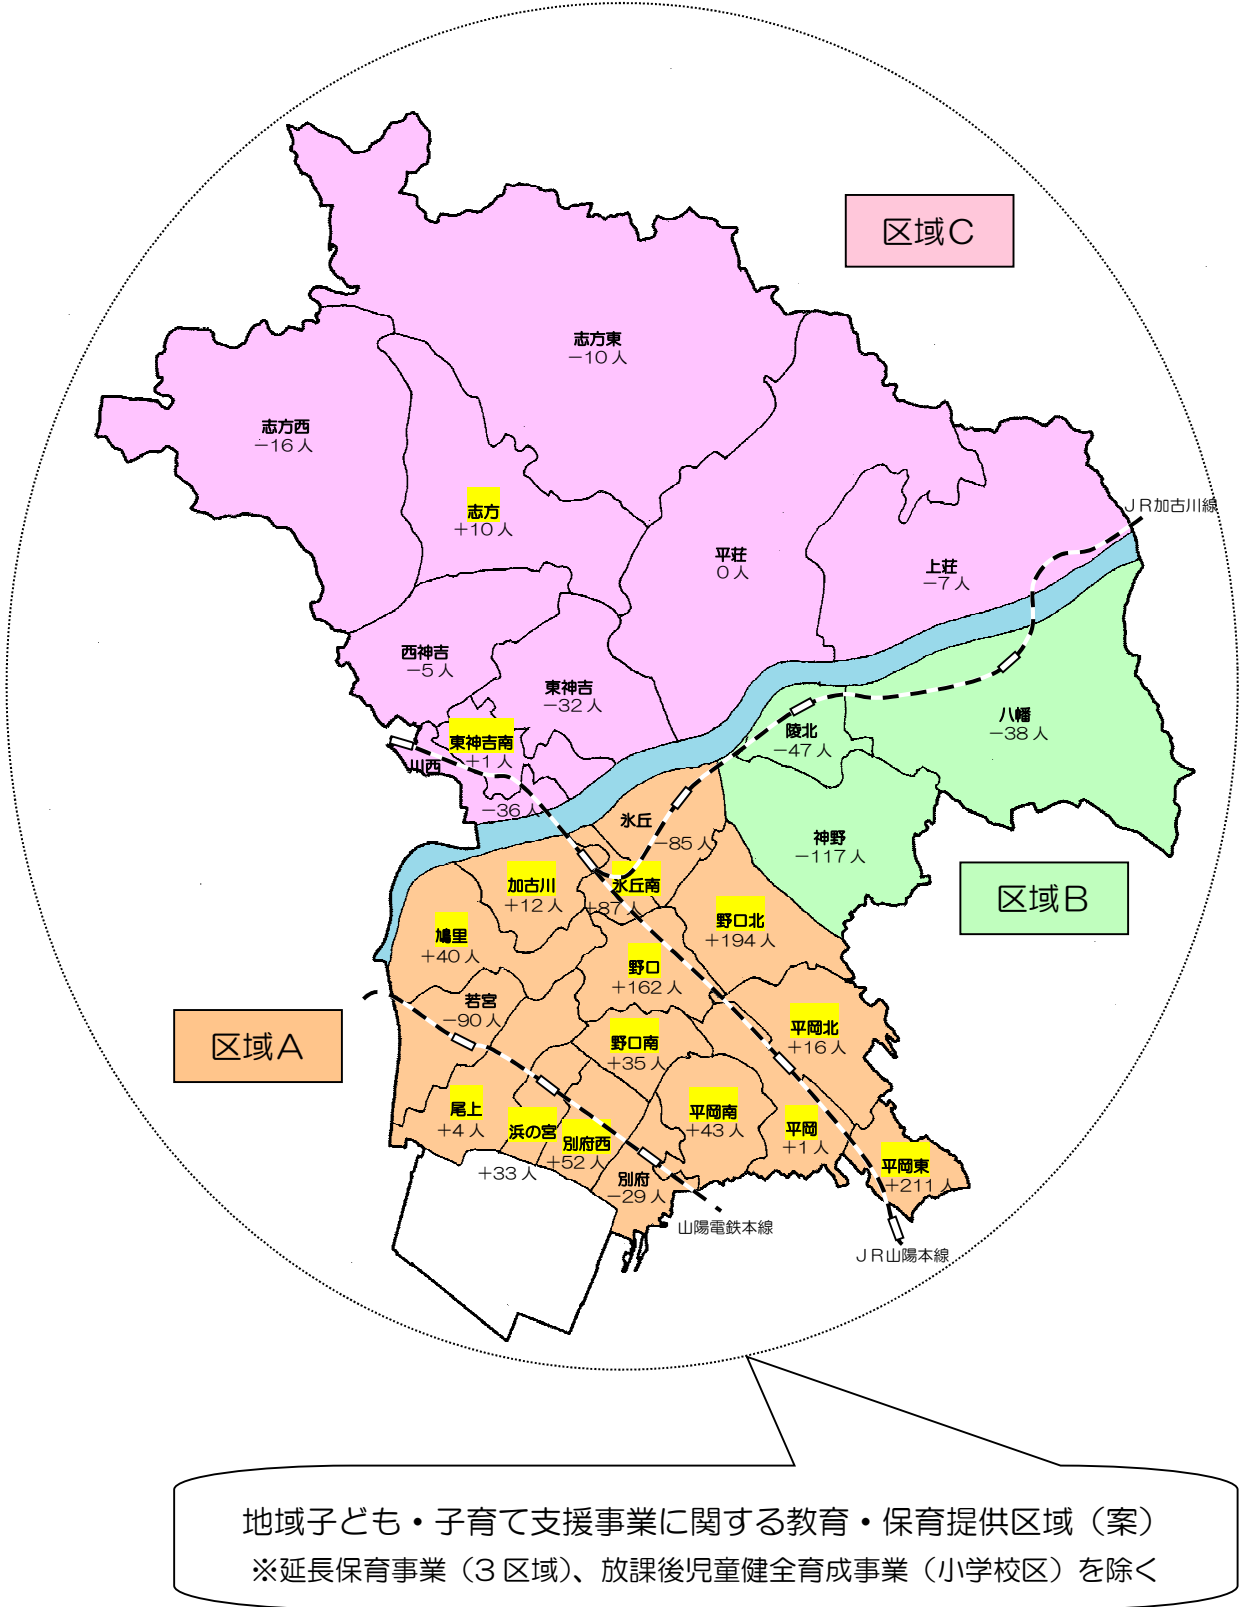 区域C
志方東
−10人
志方西
−16人
志方
+10人
JR加古川線
平荘
0人
上荘
−7人
西神吉
−5人
東神吉
−32人
八幡
−38人
陵北
−47人
東神吉南
+1人
川西
−36人
氷丘
−85人
神野
−117人
区域B
加古川
+12人
氷丘南
+87人
野口北
+194人
鳩里
+40人
野口
+162人
若宮
−90人
区域A
平岡北
+16人
野口南
+35人
尾上
+4人
浜の宮
+33人
別府西
+52人
平岡南
+43人
平岡
+1人
平岡東
+211人
別府
−29人
山陽電鉄本線
JR山陽本線
地域子ども・子育て支援事業に関する教育・保育提供区域（案）
※延長保育事業（3区域）、放課後児童健全育成事業（小学校区）を除く